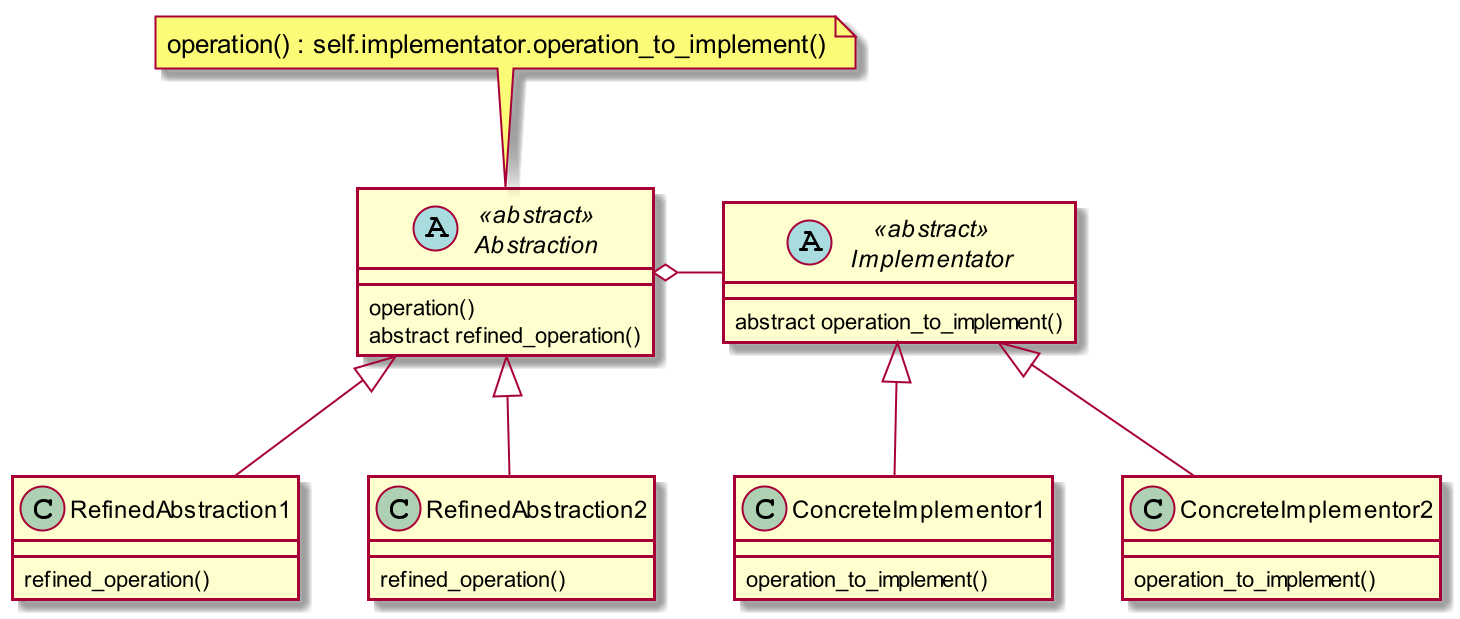 operation() : self.implementator.operation_to_implement()
A
«abstract»
Abstraction
operation()
abstract refined_operation()
A
«abstract»
Implementator
abstract operation_to_implement()
C RefinedAbstraction1
refined_operation()
C RefinedAbstraction2
refined_operation()
C ConcreteImplementor1
operation_to_implement()
C ConcreteImplementor2
operation_to_implement()